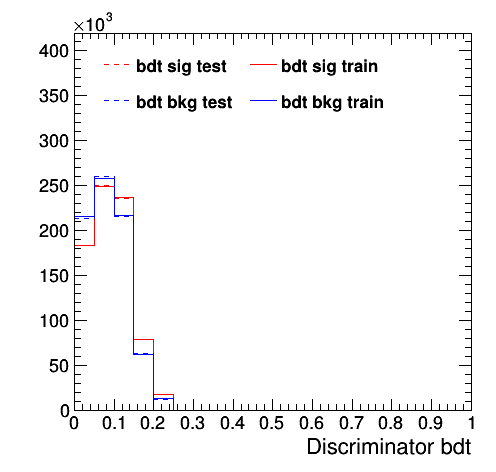 ×10³
400
350
300
250
200
150
100
50
0
bdt sig test bdt sig train
bdt bkg test bdt bkg train
0 0.1 0.2 0.3 0.4 0.5 0.6 0.7 0.8 0.9 1
Discriminator bdt